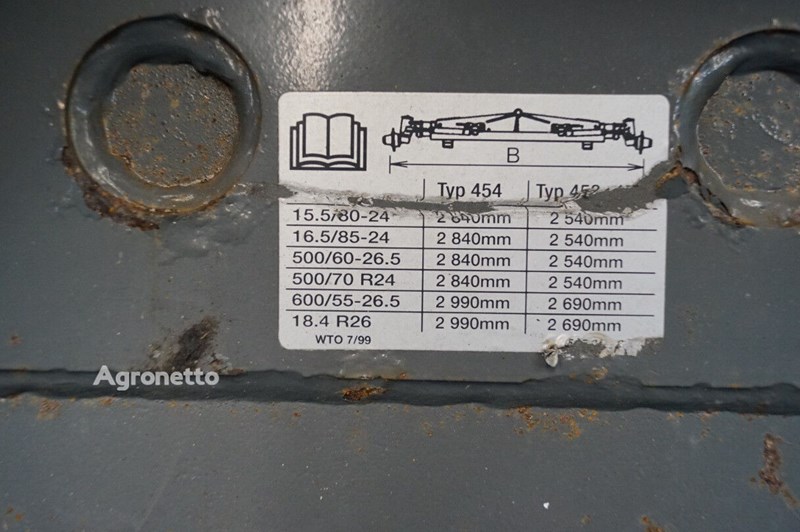 B
Typ 454 Typ 453
15.5/80-24 2 840mm 2 540mm
16.5/85-24 2 840mm 2 540mm
500/60-26.5 2 840mm 2 540mm
500/70 R24 2 840mm 2 540mm
600/55-26.5 2 990mm 2 690mm
18.4 R26 2 990mm 2 690mm
WTO 7/99
Agronetto